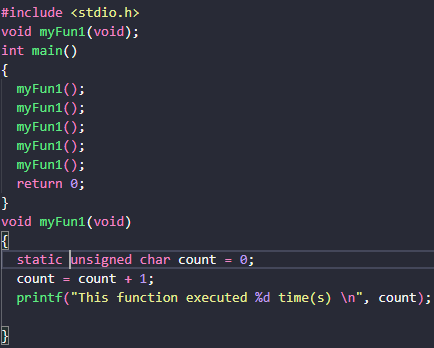 #include <stdio.h>
void myFun1(void);
int main()
{
  myFun1();
  myFun1();
  myFun1();
  myFun1();
  myFun1();
  return 0;
}
void myFun1(void)
{
  static unsigned char count = 0;
  count = count + 1;
  printf("This function executed %d time(s) \n", count);
}